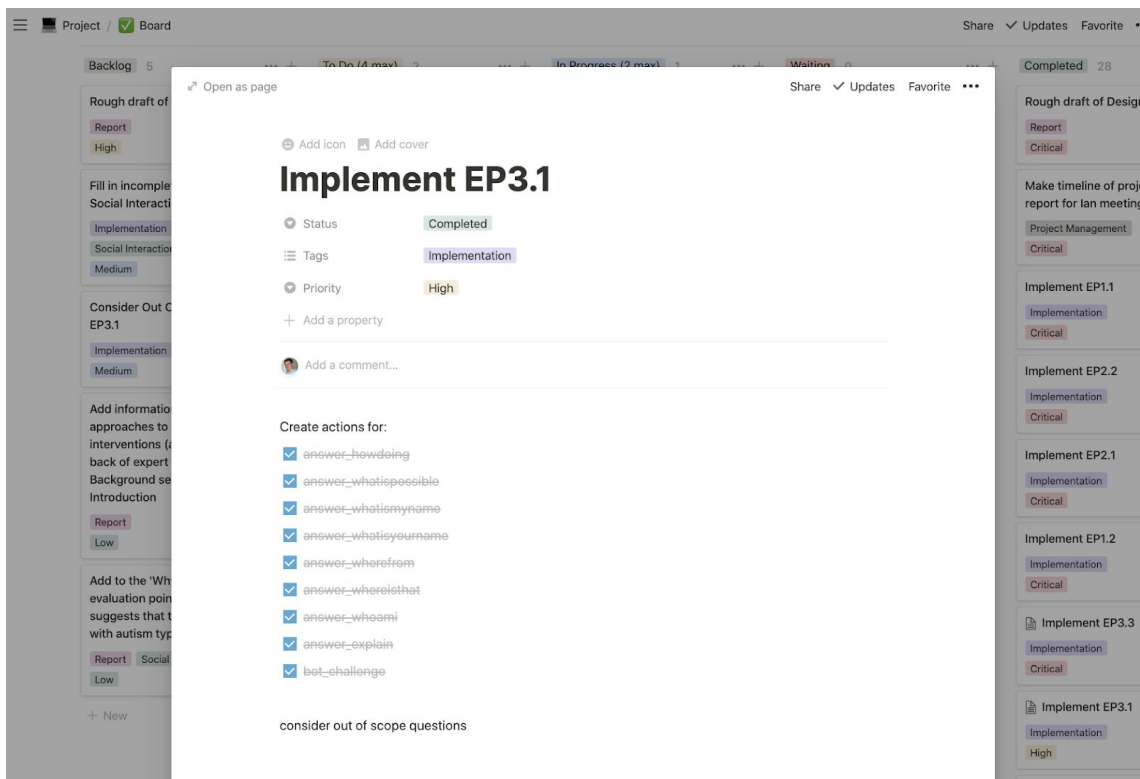 Project / Board
Share Updates Favorite
Backlog 5
To Do (4 max) 2
In Progress (2 max) 1
Waiting 0
Completed 28
Rough draft of
Report
High
Fill in incomple
Social Interacti
Implementation
Social Interaction
Medium
Consider Out O
EP3.1
Implementation
Medium
Add informatio
approaches to
interventions (a
back of expert
Background se
Introduction
Report
Low
Add to the 'Wh
evaluation poin
suggests that t
with autism typ
Report Social
Low
+ New
Open as page
Share Updates Favorite
Add icon Add cover
Implement EP3.1
Status Completed
Tags Implementation
Priority High
+ Add a property
Add a comment...
Create actions for:
answer_howdoing
answer_whatispossible
answer_whatismyname
answer_whatisyourname
answer_wherefrom
answer_whereisthat
answer_whoami
answer_explain
bot_challenge
consider out of scope questions
Rough draft of Desig
Report
Critical
Make timeline of proj
report for Ian meeting
Project Management
Critical
Implement EP1.1
Implementation
Critical
Implement EP2.2
Implementation
Critical
Implement EP2.1
Implementation
Critical
Implement EP1.2
Implementation
Critical
Implement EP3.3
Implementation
Critical
Implement EP3.1
Implementation
High